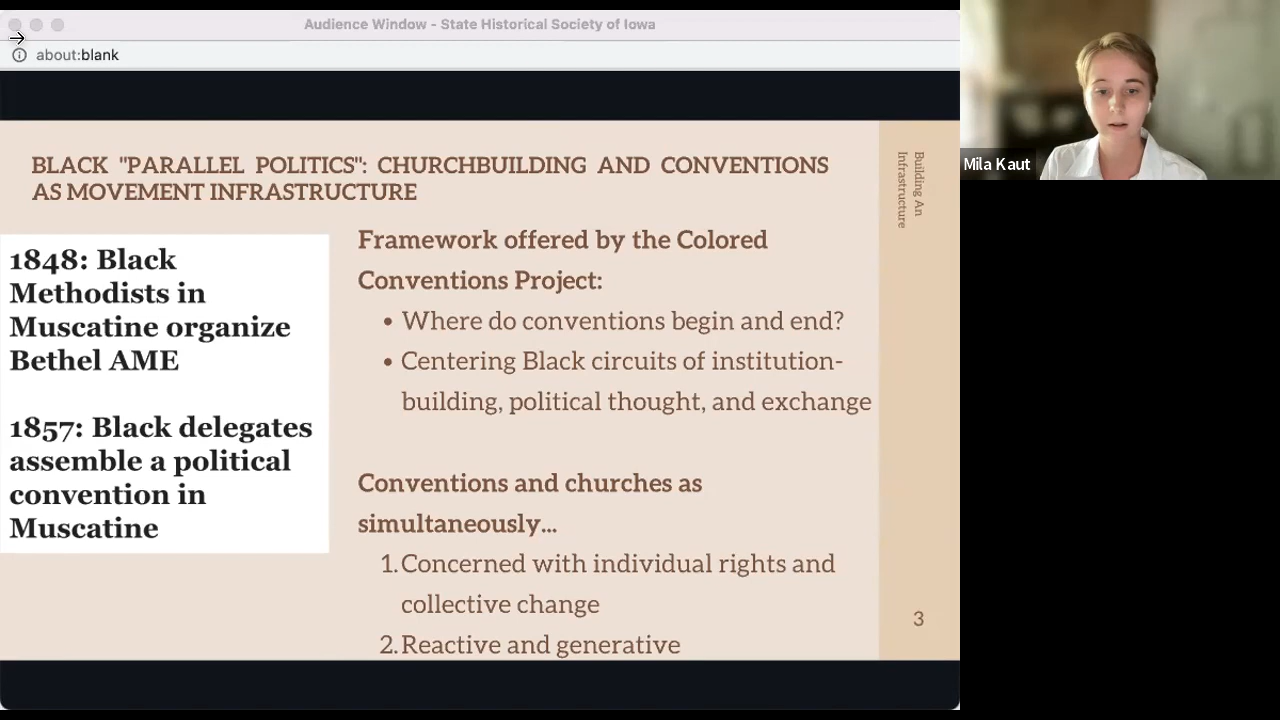 Audience Window - State Historical Society of Iowa
about:blank
BLACK "PARALLEL POLITICS": CHURCHBUILDING AND CONVENTIONS
AS MOVEMENT INFRASTRUCTURE
1848: Black
Methodists in
Muscatine organize
Bethel AME
1857: Black delegates
assemble a political
convention in
Muscatine
Framework offered by the Colored
Conventions Project:
• Where do conventions begin and end?
• Centering Black circuits of institution-
building, political thought, and exchange
Conventions and churches as
simultaneously...
1. Concerned with individual rights and
collective change
2. Reactive and generative
Building An
Infrastructure
3
Mila Kaut